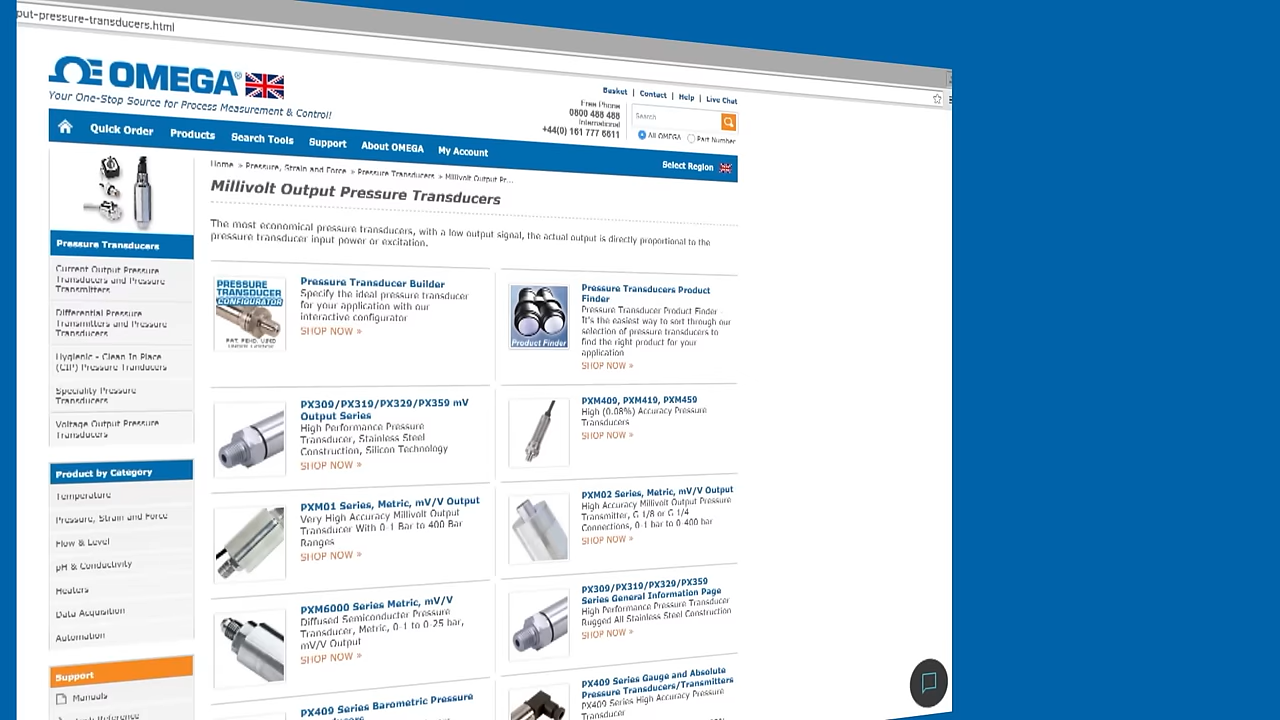 put-pressure-transducers.html
OMEGA®
Your One-Stop Source for Process Measurement & Control!
Basket | Contact | Help | Live Chat
Free Phone
0800 488 488
International
+44(0) 161 777 6611
Search
All OMEGA Part Number
Quick Order Products Search Tools Support About OMEGA My Account
Select Region
Home » Pressure, Strain and Force » Pressure Transducers » Millivolt Output Pr...
Millivolt Output Pressure Transducers
The most economical pressure transducers, with a low output signal, the actual output is directly proportional to the
pressure transducer input power or excitation.
Pressure Transducers
Current Output Pressure
Transducers and Pressure
Transmitters
Differential Pressure
Transmitters and Pressure
Transducers
Hygienic - Clean In Place
(CIP) Pressure Tranducers
Speciality Pressure
Transducers
Voltage Output Pressure
Transducers
Product by Category
Temperature
Pressure, Strain and Force
Flow & Level
pH & Conductivity
Heaters
Data Acquisition
Automation
Support
Manuals
Reference
PRESSURE
TRANSDUCER
CONFIGURATOR
PAT. PEND. USED
Pressure Transducer Builder
Specify the ideal pressure transducer
for your application with our
interactive configurator
SHOP NOW »
Product Finder
Pressure Transducers Product
Finder
Pressure Transducer Product Finder -
It's the easiest way to sort through our
selection of pressure transducers to
find the right product for your
application
SHOP NOW »
PX309/PX319/PX329/PX359 mV
Output Series
High Performance Pressure
Transducer, Stainless Steel
Construction, Silicon Technology
SHOP NOW »
PXM409, PXM419, PXM459
High (0.08%) Accuracy Pressure
Transducers
SHOP NOW »
PXM01 Series, Metric, mV/V Output
Very High Accuracy Millivolt Output
Transducer With 0-1 Bar to 400 Bar
Ranges
SHOP NOW »
PXM02 Series, Metric, mV/V Output
High Accuracy Millivolt Output Pressure
Transmitter, G 1/8 or G 1/4
Connections, 0-1 bar to 0-400 bar
SHOP NOW »
PXM6000 Series Metric, mV/V
Diffused Semiconductor Pressure
Transducer, Metric, 0-1 to 0-25 bar,
mV/V Output
SHOP NOW »
PX309/PX319/PX329/PX359
Series General Information Page
High Performance Pressure Transducer
Rugged All Stainless Steel Construction
SHOP NOW »
PX409 Series Barometric Pressure
PX409 Series Gauge and Absolute
Pressure Transducers/Transmitters
PX409 Series High Accuracy Pressure
Transducer